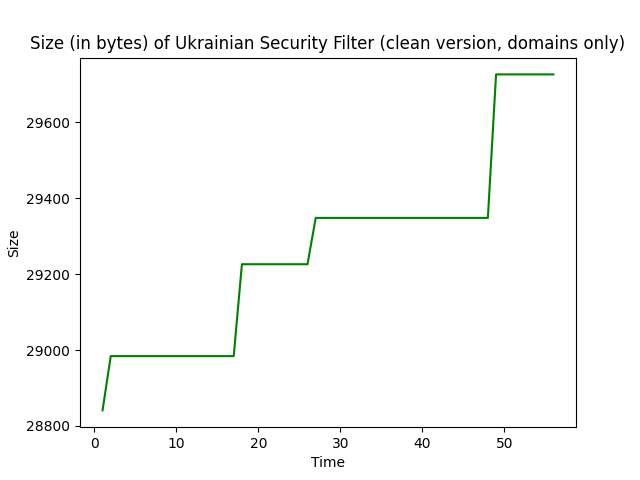 Size (in bytes) of Ukrainian Security Filter (clean version, domains only)
29600
29400
29200
29000
28800
Size
0 10 20 30 40 50
Time